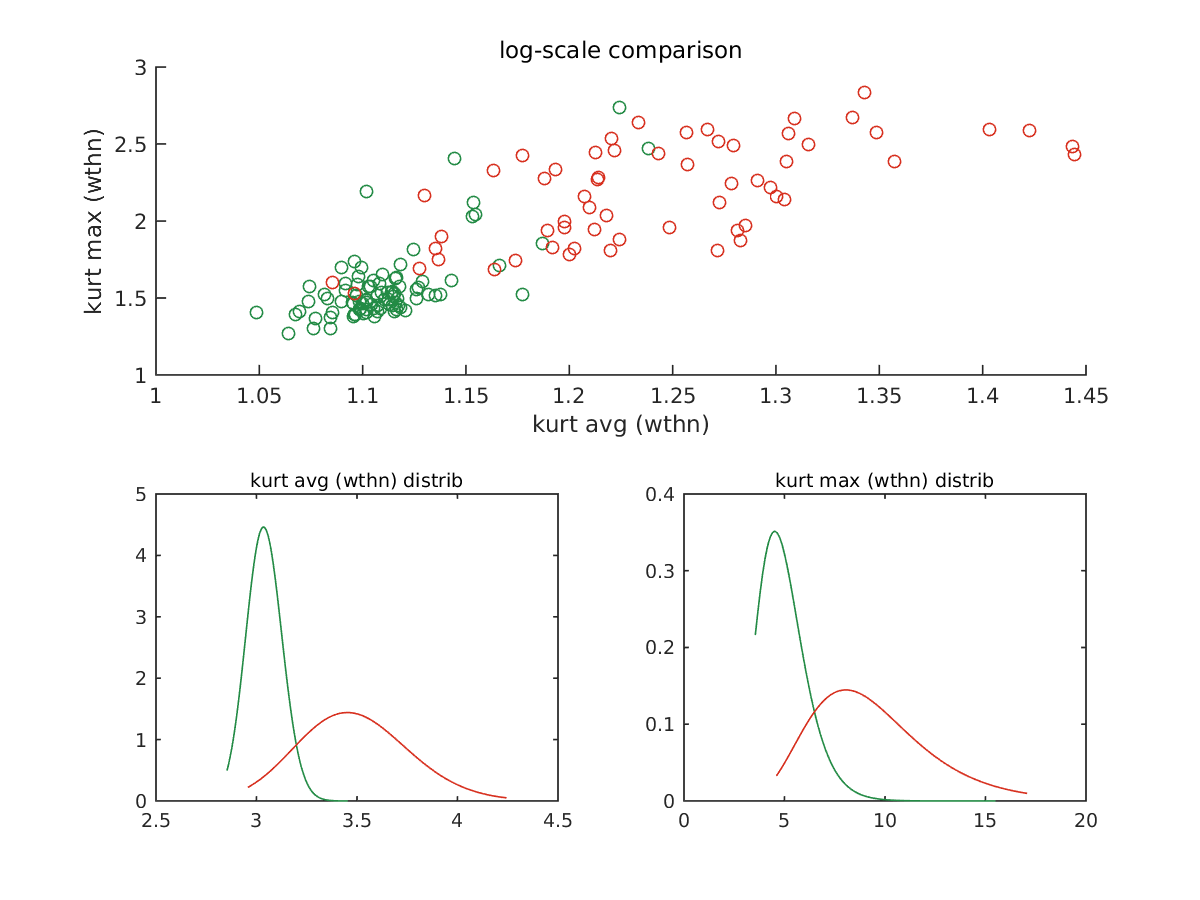 log-scale comparison
3
2.5
2
1.5
1
kurt max (wthn)
1 1.05 1.1 1.15 1.2 1.25 1.3 1.35 1.4 1.45
kurt avg (wthn)
kurt avg (wthn) distrib
5
4
3
2
1
0
2.5 3 3.5 4 4.5
kurt max (wthn) distrib
0.4
0.3
0.2
0.1
0
0 5 10 15 20